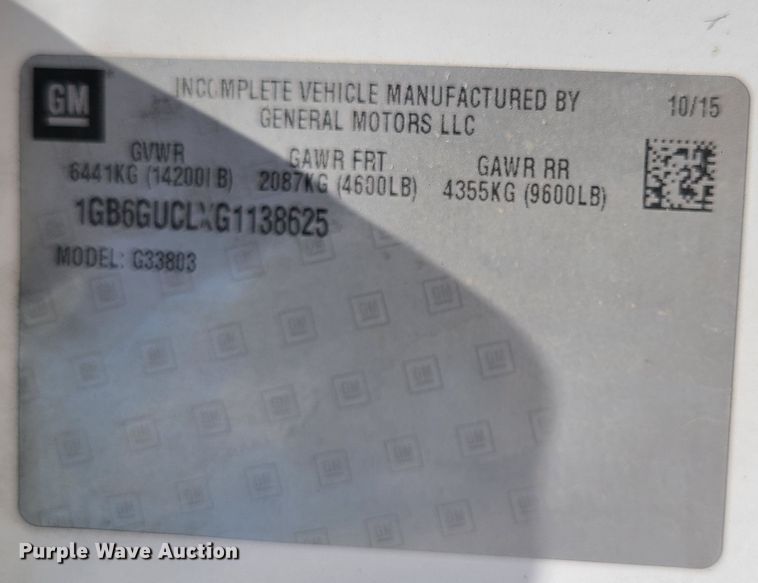 GM
INCOMPLETE VEHICLE MANUFACTURED BY
GENERAL MOTORS LLC
10/15
GVWR
GAWR FRT
GAWR RR
6441KG (14200LB)
2087KG (4600LB)
4355KG (9600LB)
1GB6GUCLXG1138625
MODEL: G33803
Purple Wave Auction